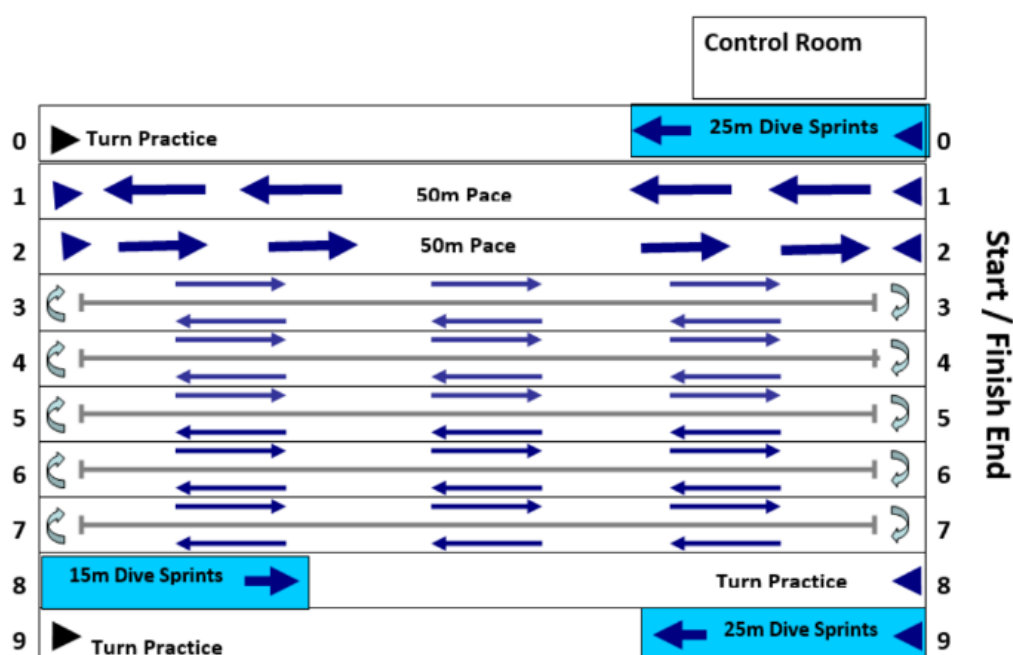 Control Room
0 Turn Practice 25m Dive Sprints 0
1 50m Pace 1
2 50m Pace 2
3 3
4 4
5 5
6 6
7 7
8 15m Dive Sprints Turn Practice 8
9 Turn Practice 25m Dive Sprints 9
Start / Finish End